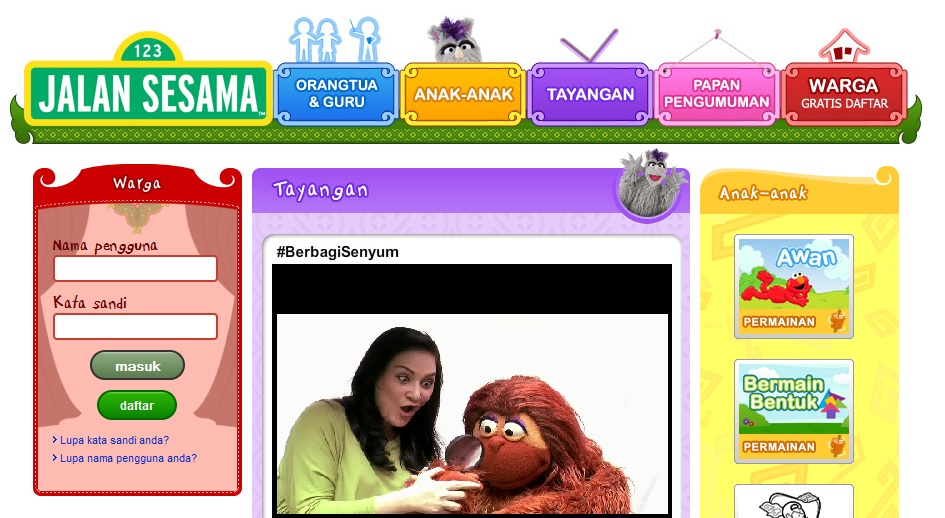 123
JALAN SESAMA™
ORANGTUA
& GURU
ANAK-ANAK
TAYANGAN
PAPAN
PENGUMUMAN
WARGA
GRATIS DAFTAR
Warga
Nama pengguna
Kata sandi
masuk
daftar
Lupa kata sandi anda?
Lupa nama pengguna anda?
Tayangan
#BerbagiSenyum
Anak-anak
Awan
PERMAINAN
Bermain
Bentuk
PERMAINAN